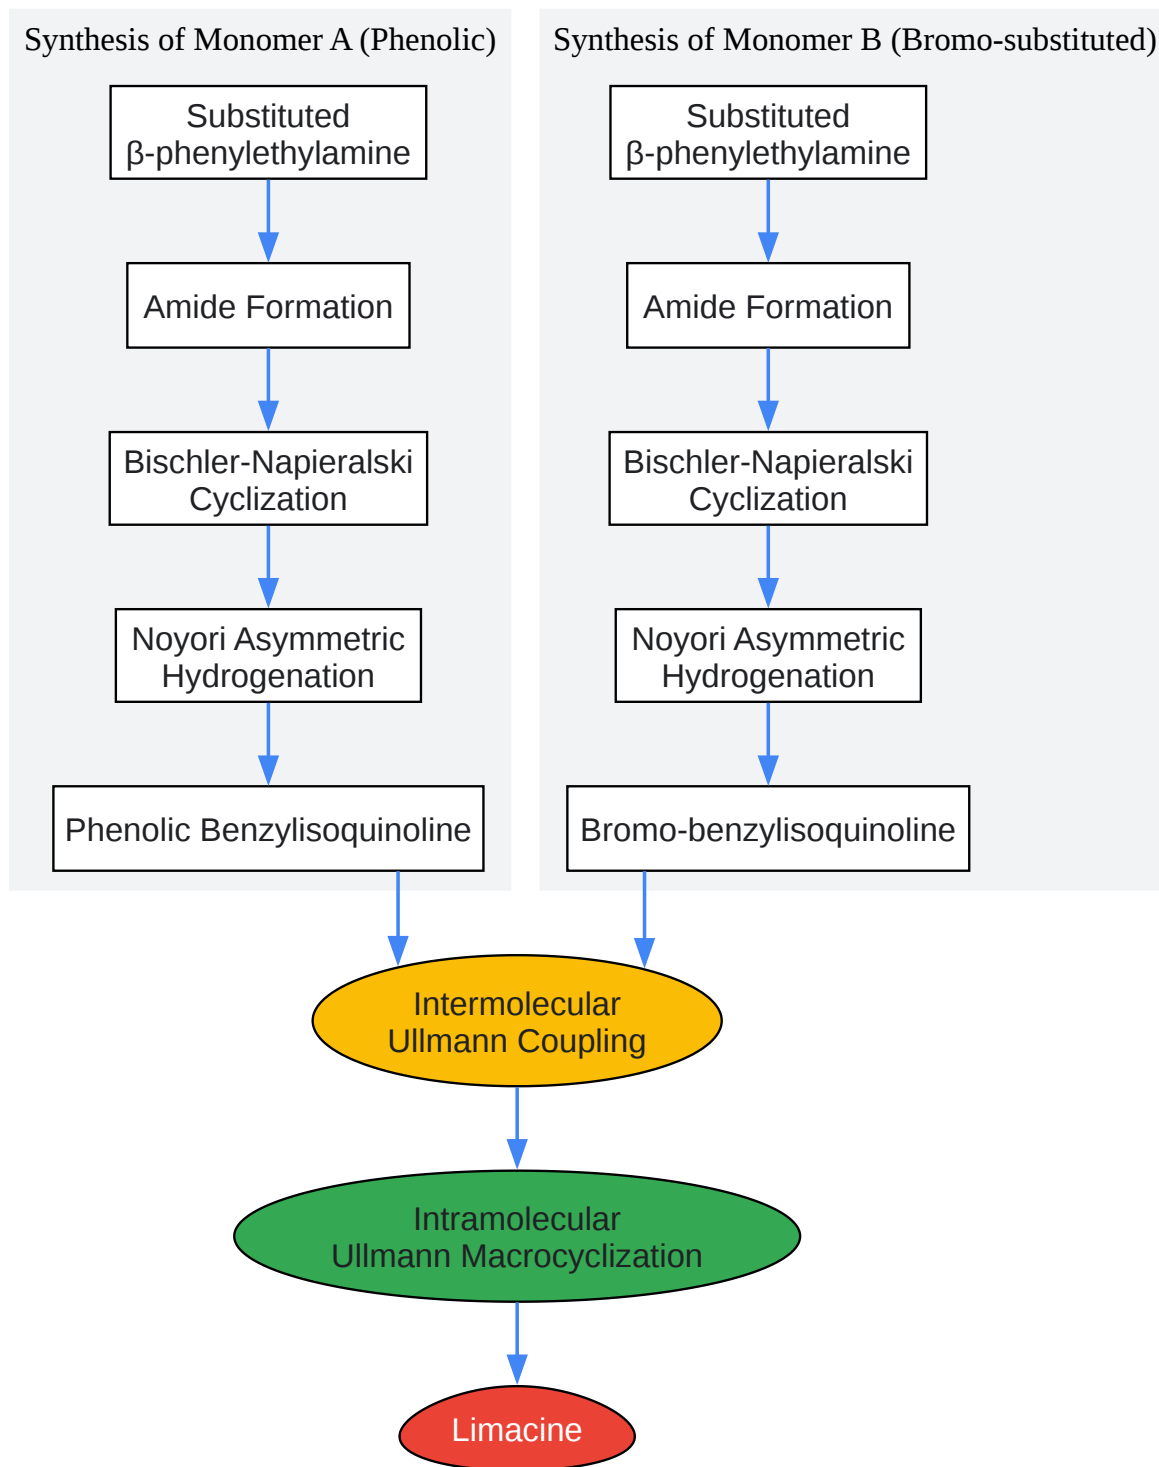 Synthesis of Monomer A (Phenolic)
Substituted
β-phenylethylamine
Amide Formation
Bischler-Napieralski
Cyclization
Noyori Asymmetric
Hydrogenation
Phenolic Benzylisoquinoline
Synthesis of Monomer B (Bromo-substituted)
Substituted
β-phenylethylamine
Amide Formation
Bischler-Napieralski
Cyclization
Noyori Asymmetric
Hydrogenation
Bromo-benzylisoquinoline
Intermolecular
Ullmann Coupling
Intramolecular
Ullmann Macrocyclization
Limacine